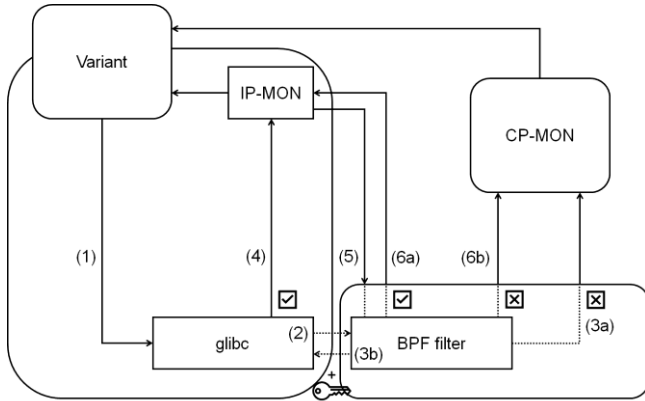 Variant
IP-MON
CP-MON
(1)
(4)
(5)
(6a)
(6b)
(2)
(3a)
glibc
(3b)
BPF filter
+